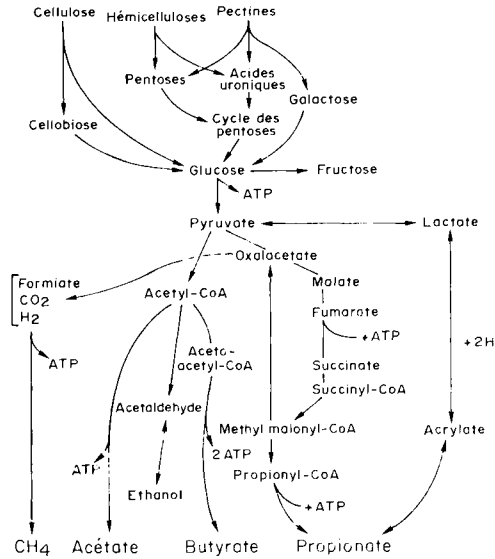 Cellulose
Hémicelluloses
Pectines
Pentoses
Acides
uroniques
Galactose
Cellobiose
Cycle des
pentoses
Glucose
Fructose
ATP
Pyruvate
Lactate
Oxalacetate
Formiate
CO2
H2
Acetyl-CoA
Malate
Fumarate
+ATP
+2H
ATP
Aceto-
acetyl-CoA
Succinate
Succinyl-CoA
Acetaldehyde
Methyl malonyl-CoA
Acrylate
ATP
2 ATP
Propionyl-CoA
Ethanol
+ATP
CH4
Acétate
Butyrate
Propionate